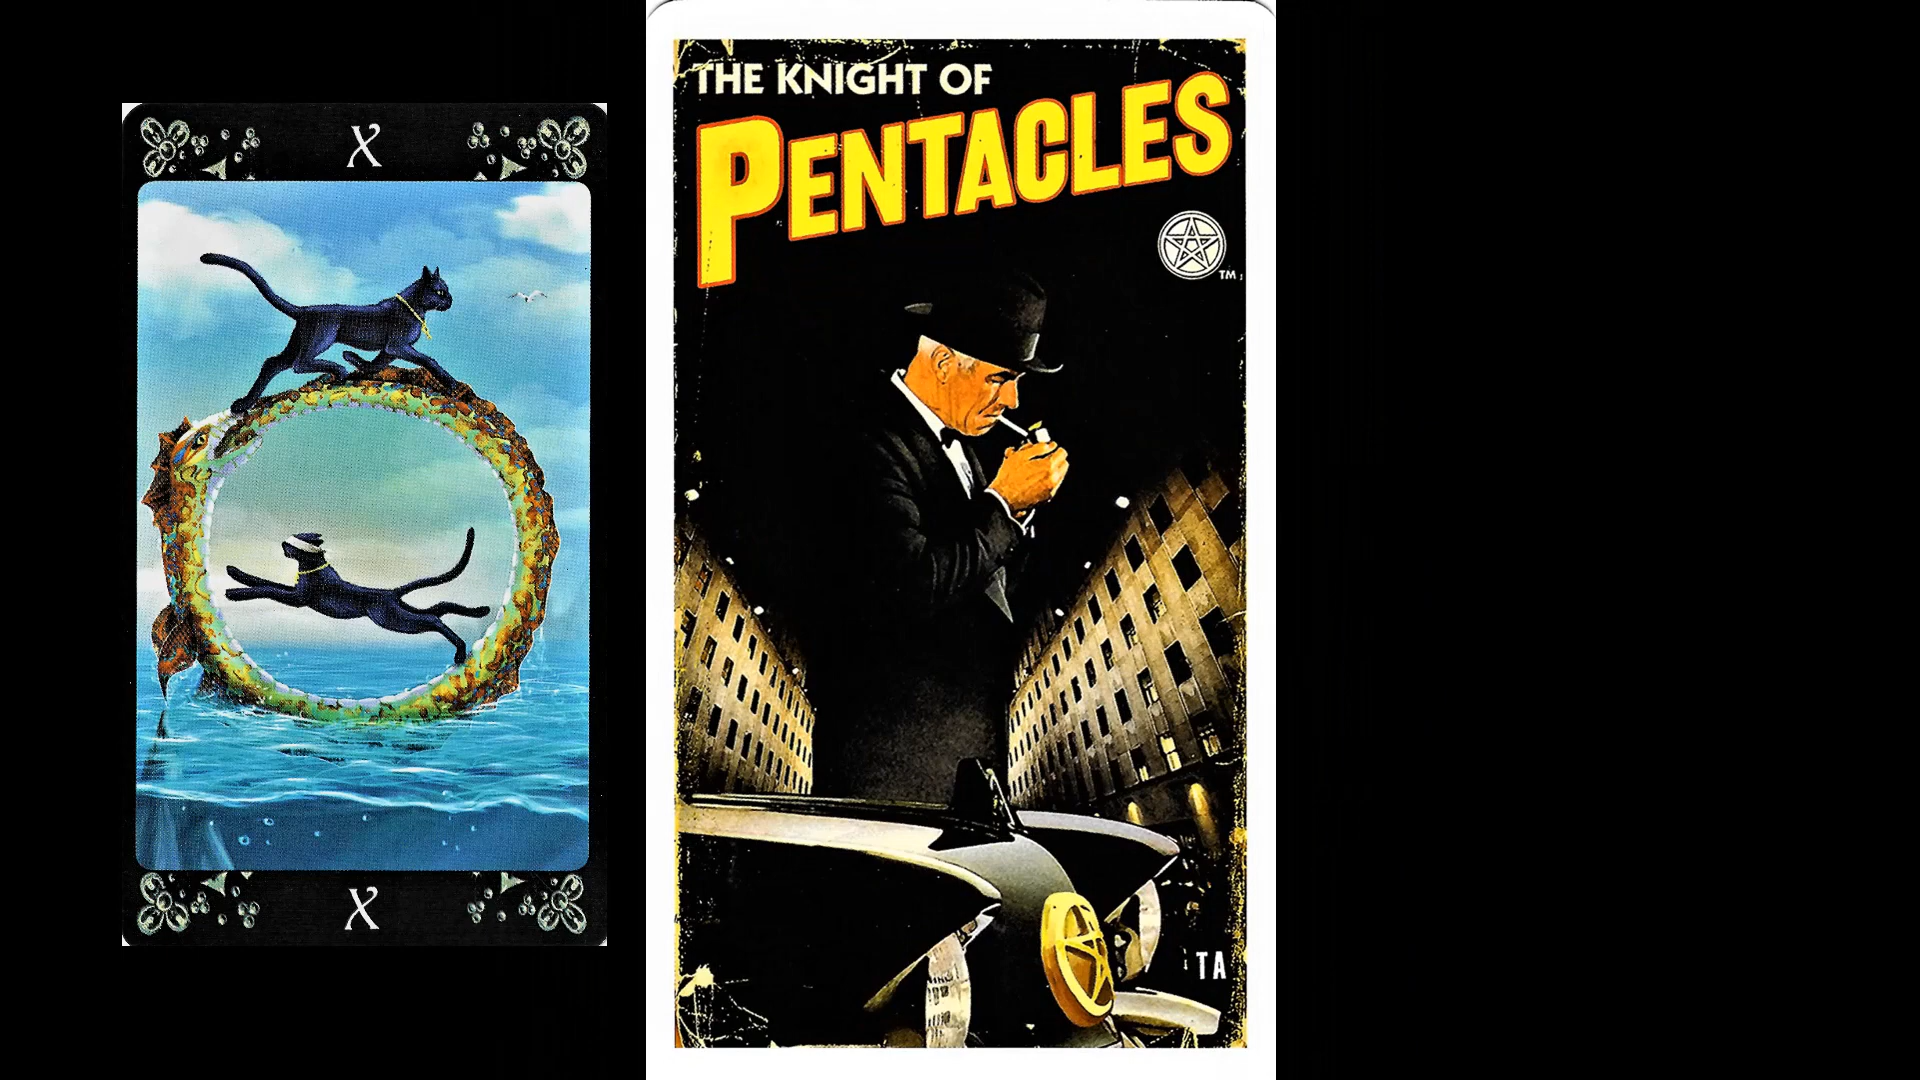 X
X
THE KNIGHT OF
PENTACLES
TM
TA